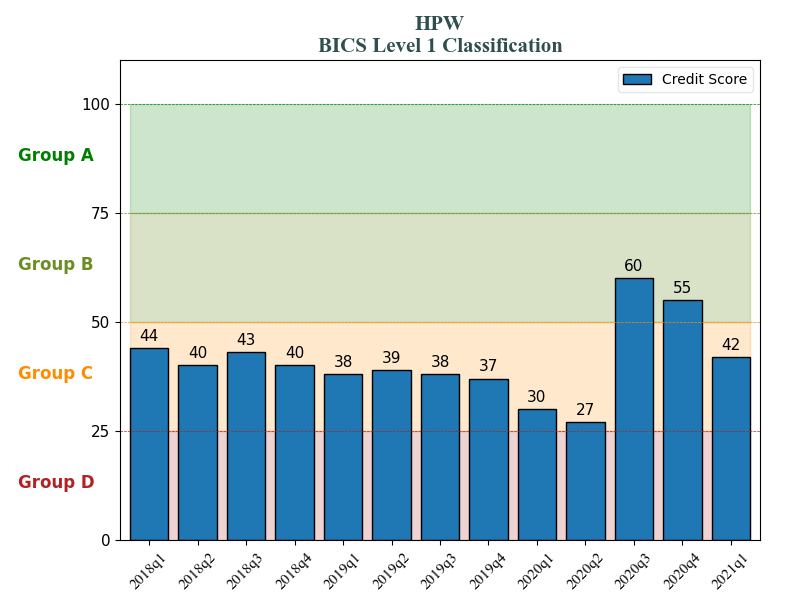 HPW
BICS Level 1 Classification
Credit Score
100
Group A
75
Group B
60
55
50
44
40
43
40
38
39
38
37
42
Group C
30
27
25
Group D
0
2018q1
2018q2
2018q3
2018q4
2019q1
2019q2
2019q3
2019q4
2020q1
2020q2
2020q3
2020q4
2021q1